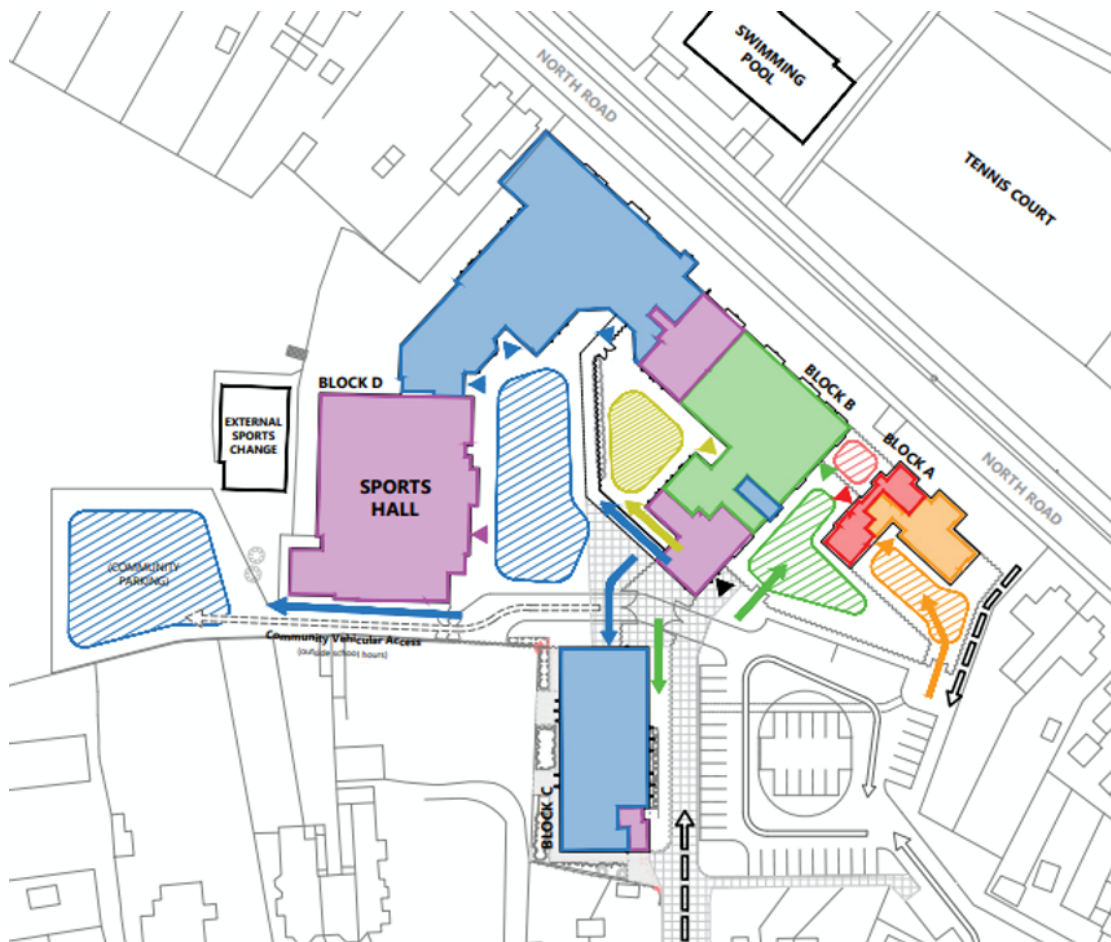 SWIMMING
POOL
NORTH ROAD
TENNIS COURT
BLOCK B
BLOCK D
EXTERNAL
SPORTS
CHANGE
BLOCK A
SPORTS
HALL
NORTH ROAD
(COMMUNITY
PARKING)
Community Vehicular Access
(outside school hours)
BLOCK C